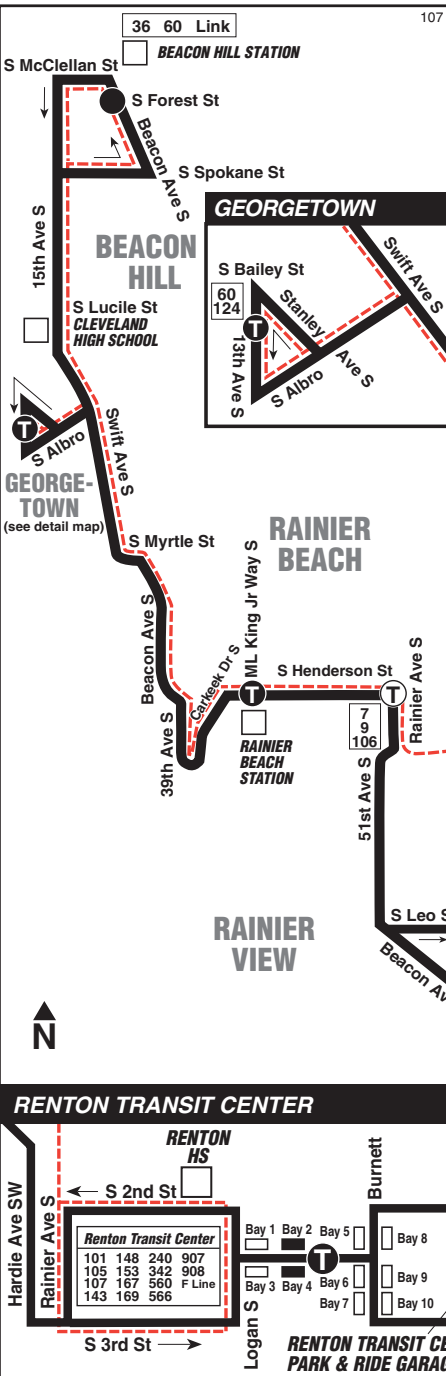 107
36 60 Link
BEACON HILL STATION
S McClellan St
S Forest St
Beacon Ave S
S Spokane St
15th Ave S
BEACON
HILL
GEORGETOWN
Swift Ave S
S Bailey St
60
124
T
Stanley Ave S
13th Ave S
S Albro
S Lucile St
CLEVELAND
HIGH SCHOOL
T
S Albro
Swift Ave S
GEORGE-
TOWN
(see detail map)
S Myrtle St
RAINIER
BEACH
Beacon Ave S
39th Ave S
Carkeek Dr S
ML King Jr Way S
S Henderson St
T
T
Rainier Ave S
RAINIER
BEACH
STATION
7
9
106
51st Ave S
RAINIER
VIEW
S Leo S
Beacon Av
N
RENTON TRANSIT CENTER
RENTON
HS
Hardie Ave SW
Rainier Ave S
S 2nd St
Burnett
Renton Transit Center
101 148 240 907
105 153 342 908
107 167 560 F Line
143 169 566
Bay 1 Bay 2 Bay 5
Bay 8
T
Bay 3 Bay 4 Bay 6
Bay 9
Bay 7
Bay 10
Logan S
S 3rd St
RENTON TRANSIT CE
PARK & RIDE GARAG